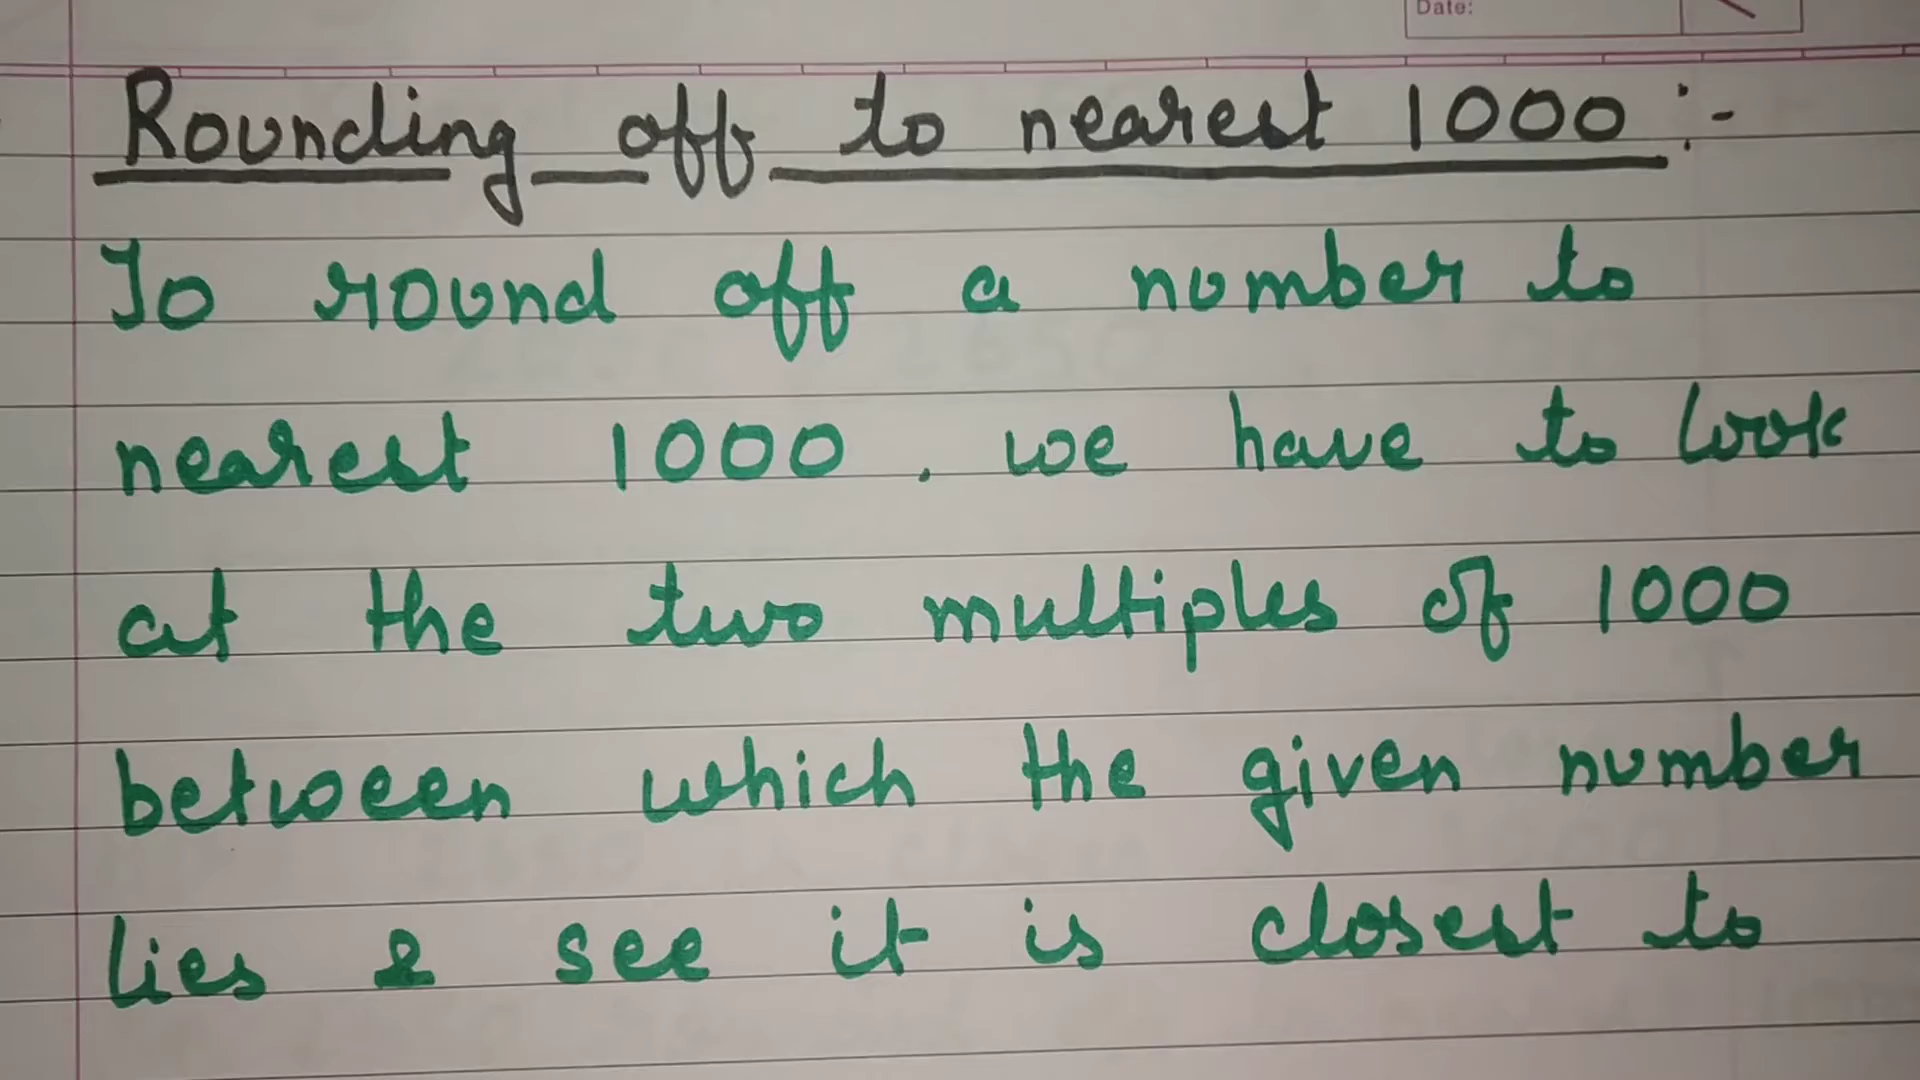 Date:
Rounding off to nearest 1000 :-
To round off a number to
nearest 1000 . we have to look
at the two multiples of 1000
between which the given number
lies & see it is closest to